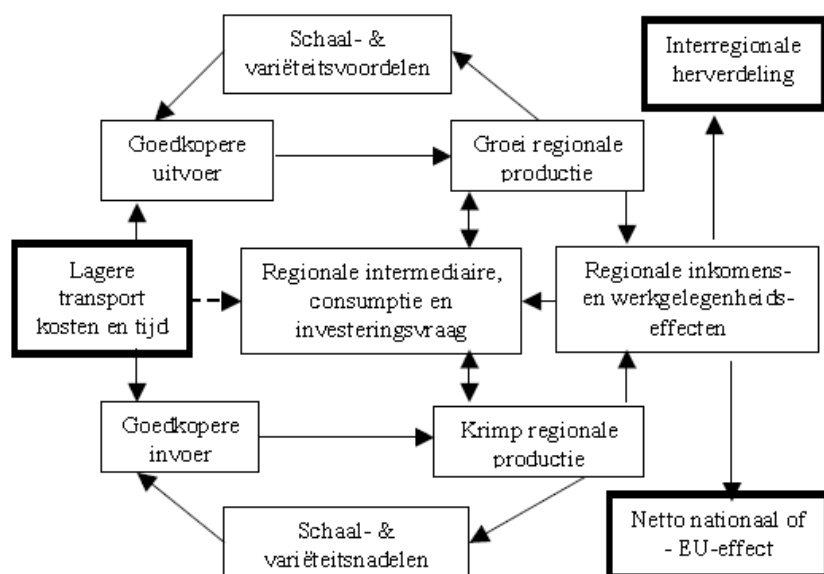 Schaal- &
variëteitsvoordelen
Interregionale
herverdeling
Goedkopere
uitvoer
Groei regionale
productie
Lagere
transport
kosten en tijd
Regionale intermediaire,
consumptie en
investeringsvraag
Regionale inkomens-
en werkgelegenheids-
effecten
Goedkopere
invoer
Krimp regionale
productie
Schaal- &
variëteitsnadelen
Netto nationaal of
- EU-effect